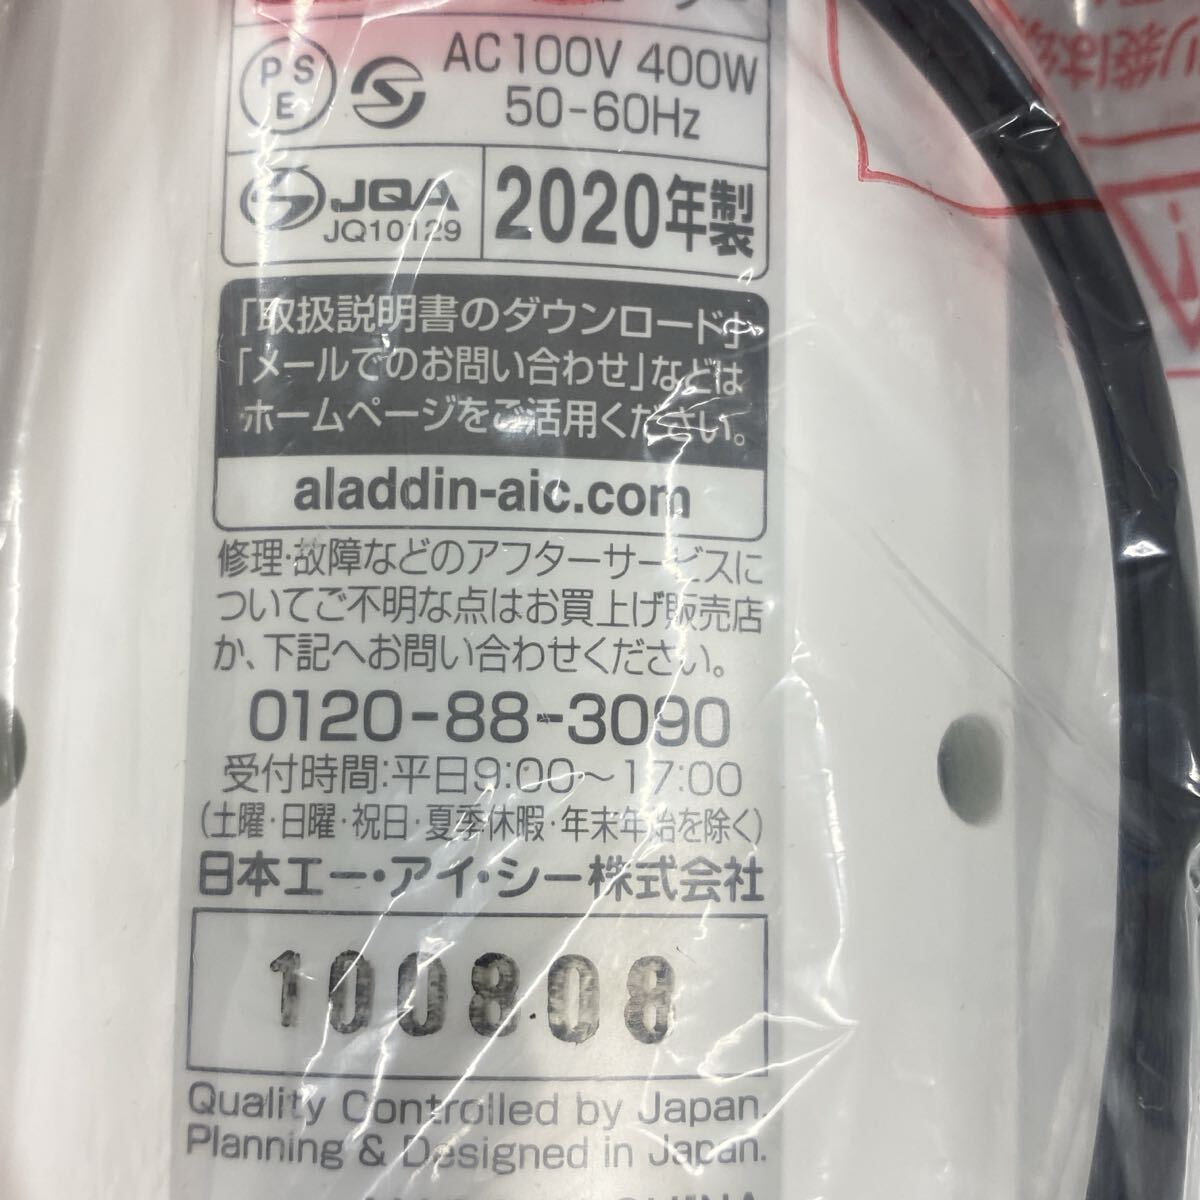 PSE
AC100V 400W
50-60Hz
JQA
JQ10129
2020年製
「取扱説明書のダウンロード」
「メールでのお問い合わせ」などは
ホームページをご活用ください。
aladdin-aic.com
修理・故障などのアフターサービスに
ついてご不明な点はお買上げ販売店
か、下記へお問い合わせください。
0120-88-3090
受付時間:平日9:00～17:00
(土曜・日曜・祝日・夏季休暇・年末年始を除く)
日本エー・アイ・シー株式会社
100808
Quality Controlled by Japan.
Planning & Designed in Japan.